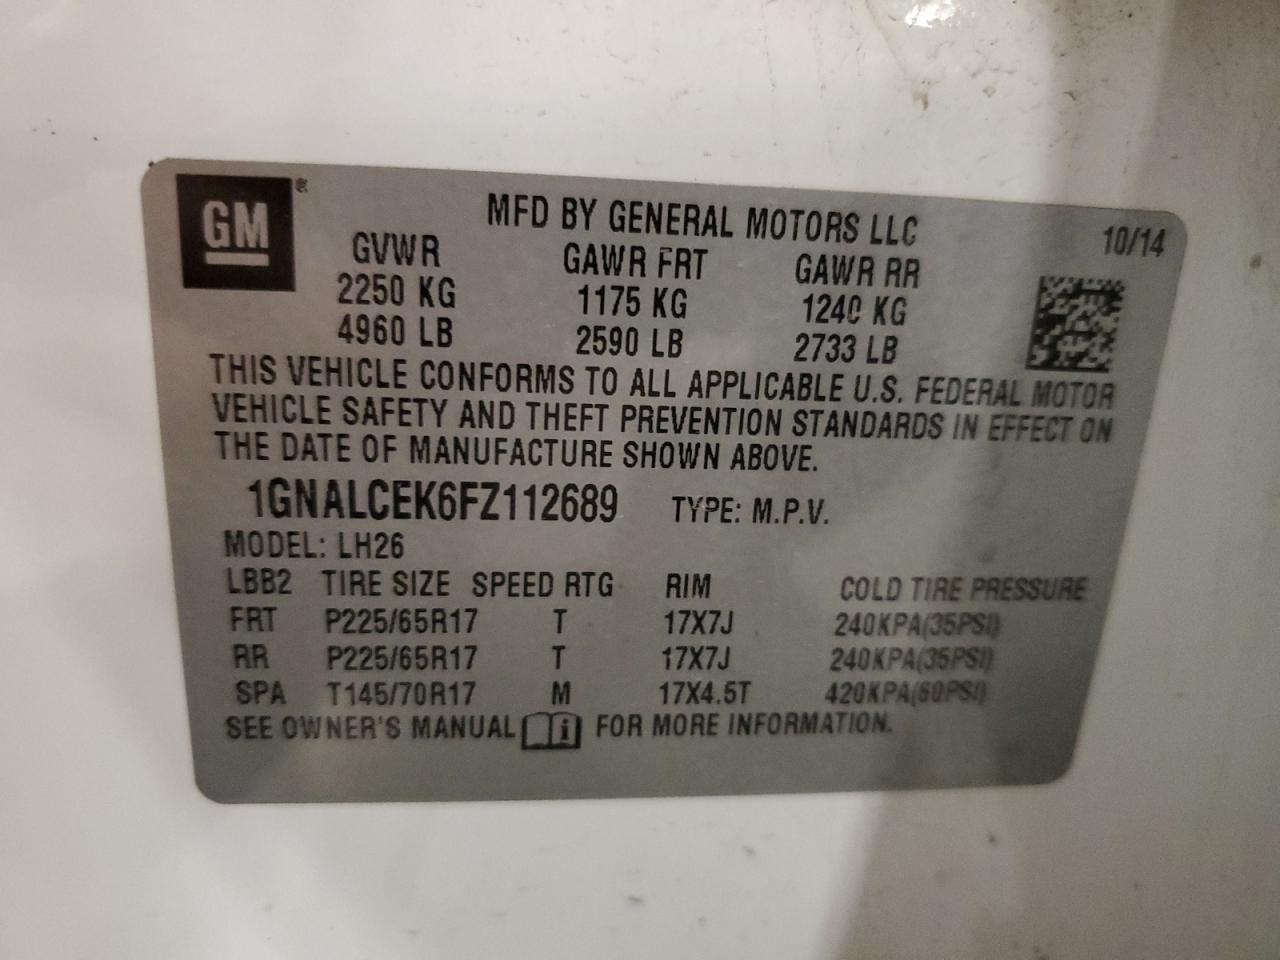 GM ®
MFD BY GENERAL MOTORS LLC 10/14
GVWR GAWR FRT GAWR RR
2250 KG 1175 KG 1240 KG
4960 LB 2590 LB 2733 LB
THIS VEHICLE CONFORMS TO ALL APPLICABLE U.S. FEDERAL MOTOR
VEHICLE SAFETY AND THEFT PREVENTION STANDARDS IN EFFECT ON
THE DATE OF MANUFACTURE SHOWN ABOVE.
1GNALCEK6FZ112689 TYPE: M.P.V.
MODEL: LH26
LBB2 TIRE SIZE SPEED RTG RIM COLD TIRE PRESSURE
FRT P225/65R17 T 17X7J 240KPA(35PSI)
RR P225/65R17 T 17X7J 240KPA(35PSI)
SPA T145/70R17 M 17X4.5T 420KPA(60PSI)
SEE OWNER'S MANUAL FOR MORE INFORMATION.